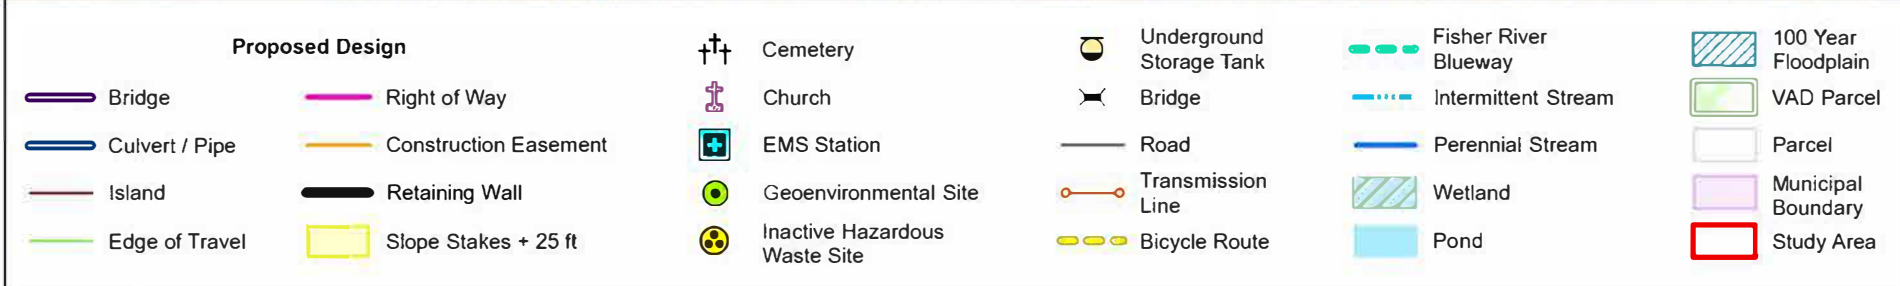 Proposed Design
Bridge
Culvert / Pipe
Island
Edge of Travel
Right of Way
Construction Easement
Retaining Wall
Slope Stakes + 25 ft
Cemetery
Church
EMS Station
Geoenvironmental Site
Inactive Hazardous
Waste Site
Underground
Storage Tank
Bridge
Road
Transmission
Line
Bicycle Route
Fisher River
Blueway
Intermittent Stream
Perennial Stream
Wetland
Pond
100 Year
Floodplain
VAD Parcel
Parcel
Municipal
Boundary
Study Area